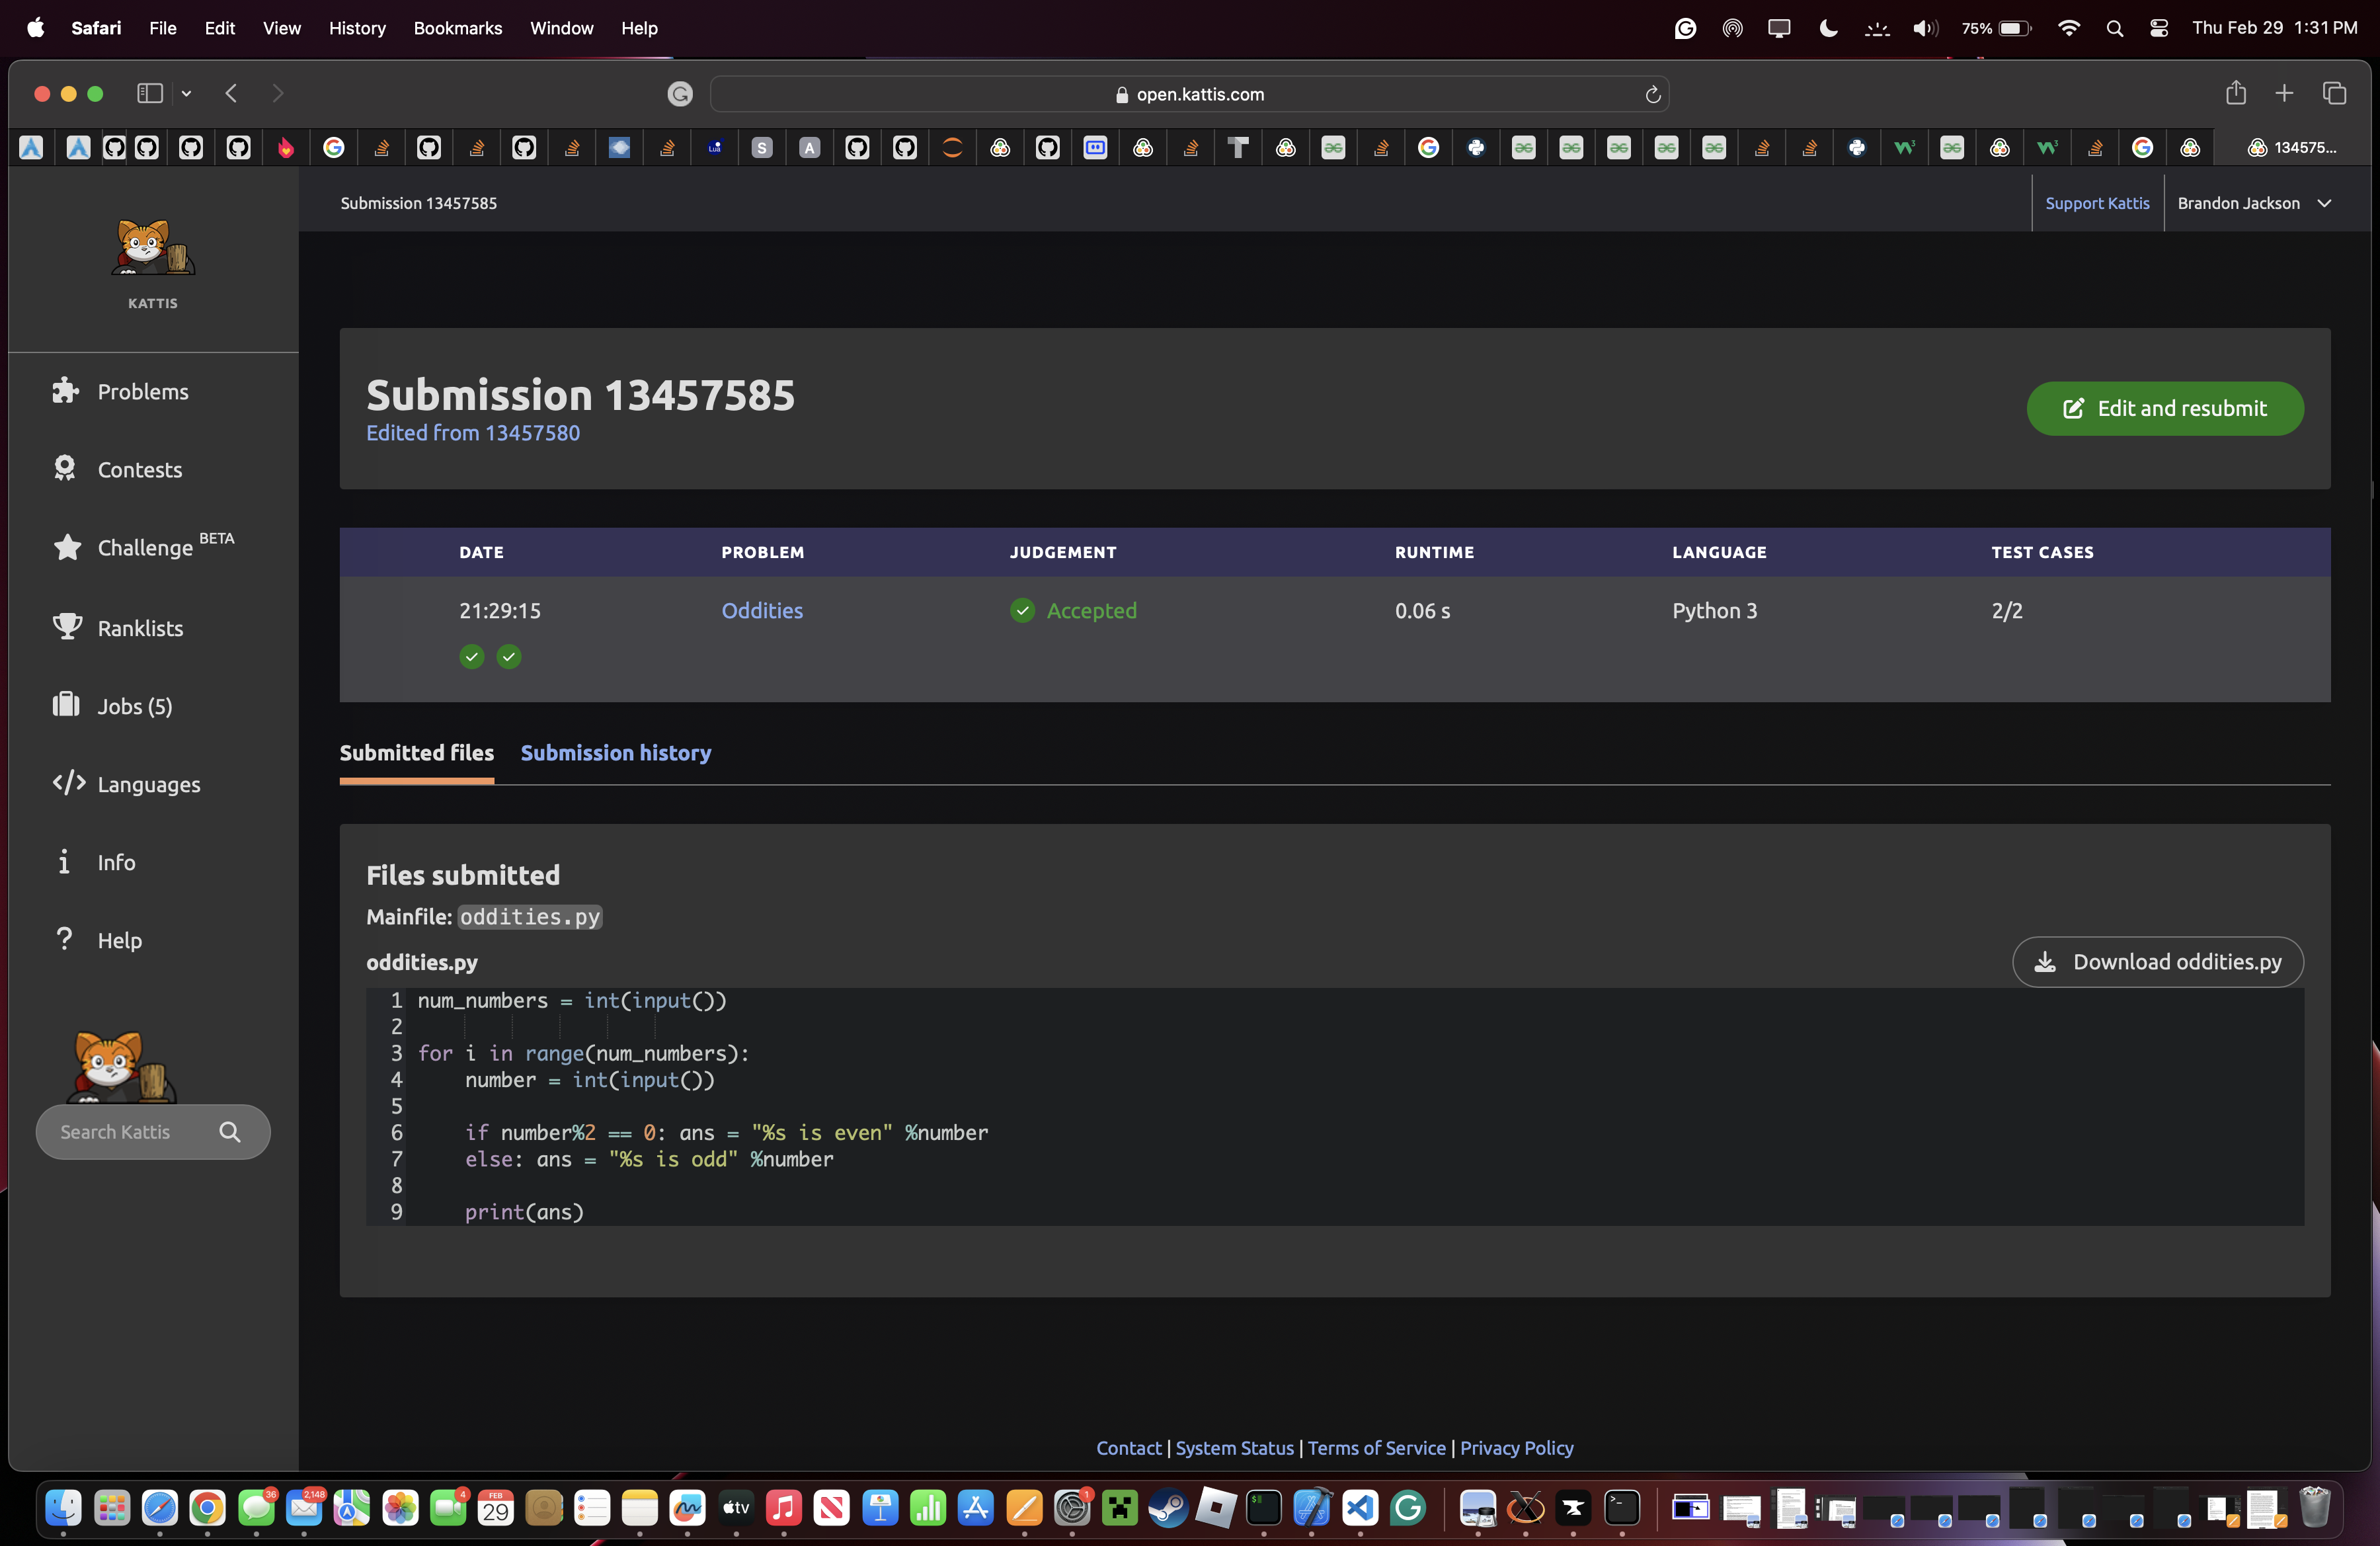 Safari File Edit View History Bookmarks Window Help 75% Thu Feb 29 1:31 PM
open.kattis.com
134575...
Submission 13457585 Support Kattis Brandon Jackson
KATTIS
Problems
Contests
Challenge BETA
Ranklists
Jobs (5)
Languages
Info
Help
Search Kattis
Submission 13457585
Edited from 13457580
Edit and resubmit
DATE PROBLEM JUDGEMENT RUNTIME LANGUAGE TEST CASES
21:29:15 Oddities Accepted 0.06 s Python 3 2/2
Submitted files Submission history
Files submitted
Mainfile: oddities.py
oddities.py
Download oddities.py
1 num_numbers = int(input())
2
3 for i in range(num_numbers):
4 number = int(input())
5
6 if number%2 == 0: ans = "%s is even" %number
7 else: ans = "%s is odd" %number
8
9 print(ans)
Contact | System Status | Terms of Service | Privacy Policy
36 2,148 4 FEB 29 tv 1